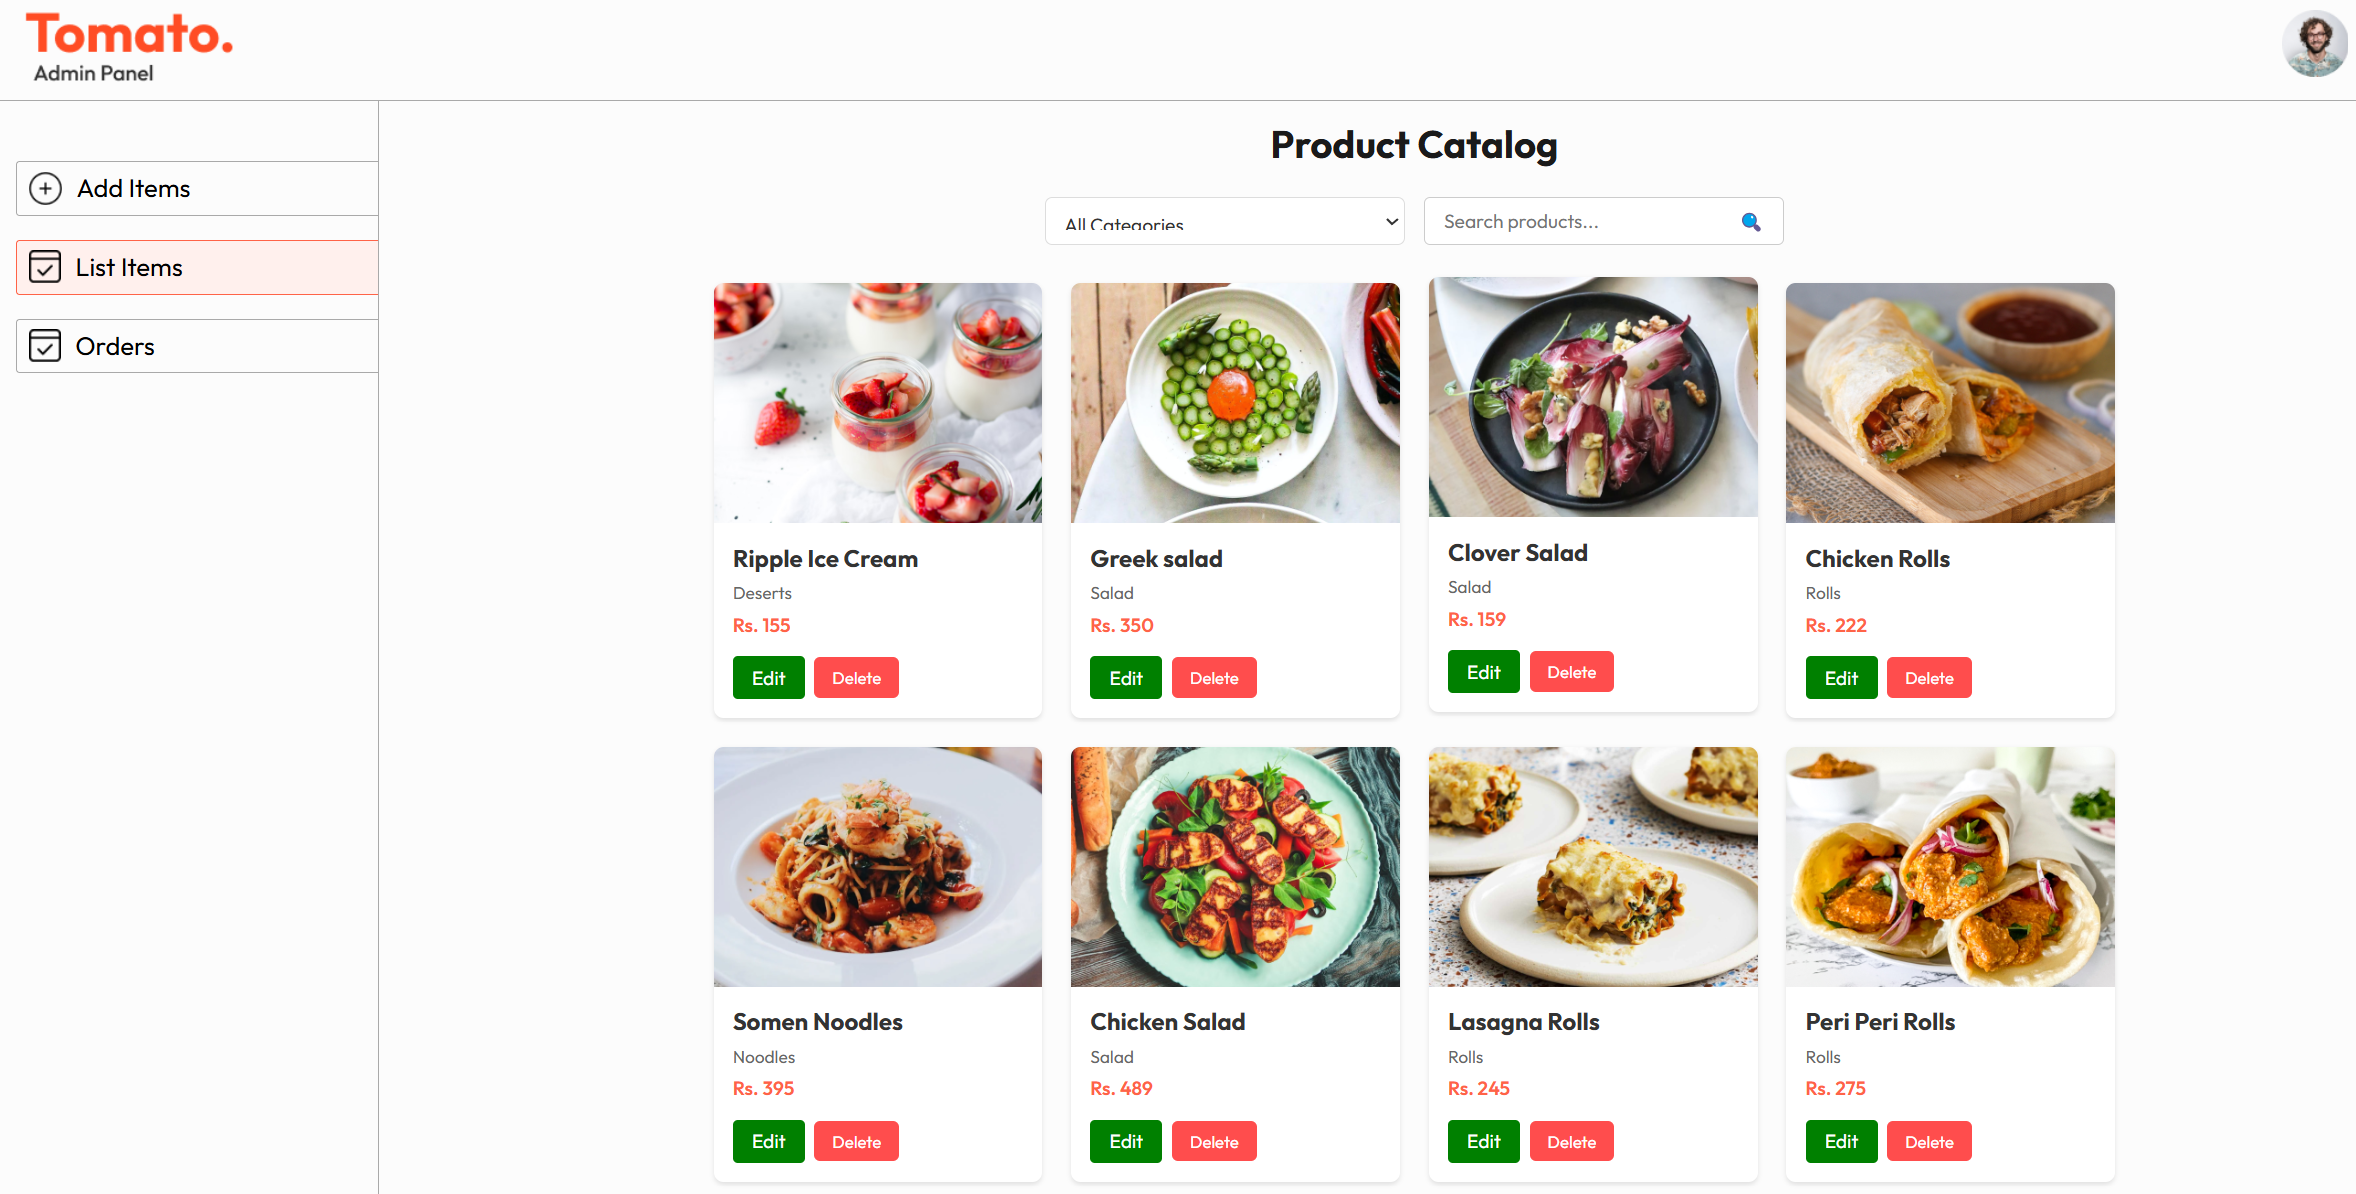 Tomato.
Admin Panel
Add Items
List Items
Orders
Product Catalog
All Categories
Search products...
Ripple Ice Cream
Deserts
Rs. 155
Edit Delete
Greek salad
Salad
Rs. 350
Edit Delete
Clover Salad
Salad
Rs. 159
Edit Delete
Chicken Rolls
Rolls
Rs. 222
Edit Delete
Somen Noodles
Noodles
Rs. 395
Edit Delete
Chicken Salad
Salad
Rs. 489
Edit Delete
Lasagna Rolls
Rolls
Rs. 245
Edit Delete
Peri Peri Rolls
Rolls
Rs. 275
Edit Delete